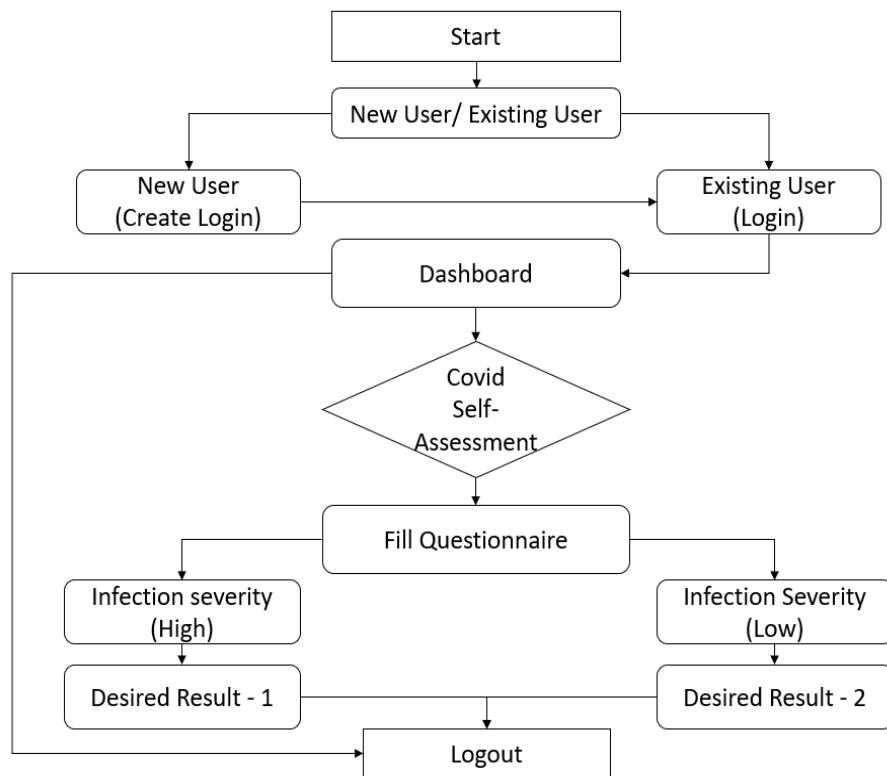 Start
New User/ Existing User
New User
(Create Login)
Existing User
(Login)
Dashboard
Covid
Self-
Assessment
Fill Questionnaire
Infection severity
(High)
Infection Severity
(Low)
Desired Result - 1
Desired Result - 2
Logout